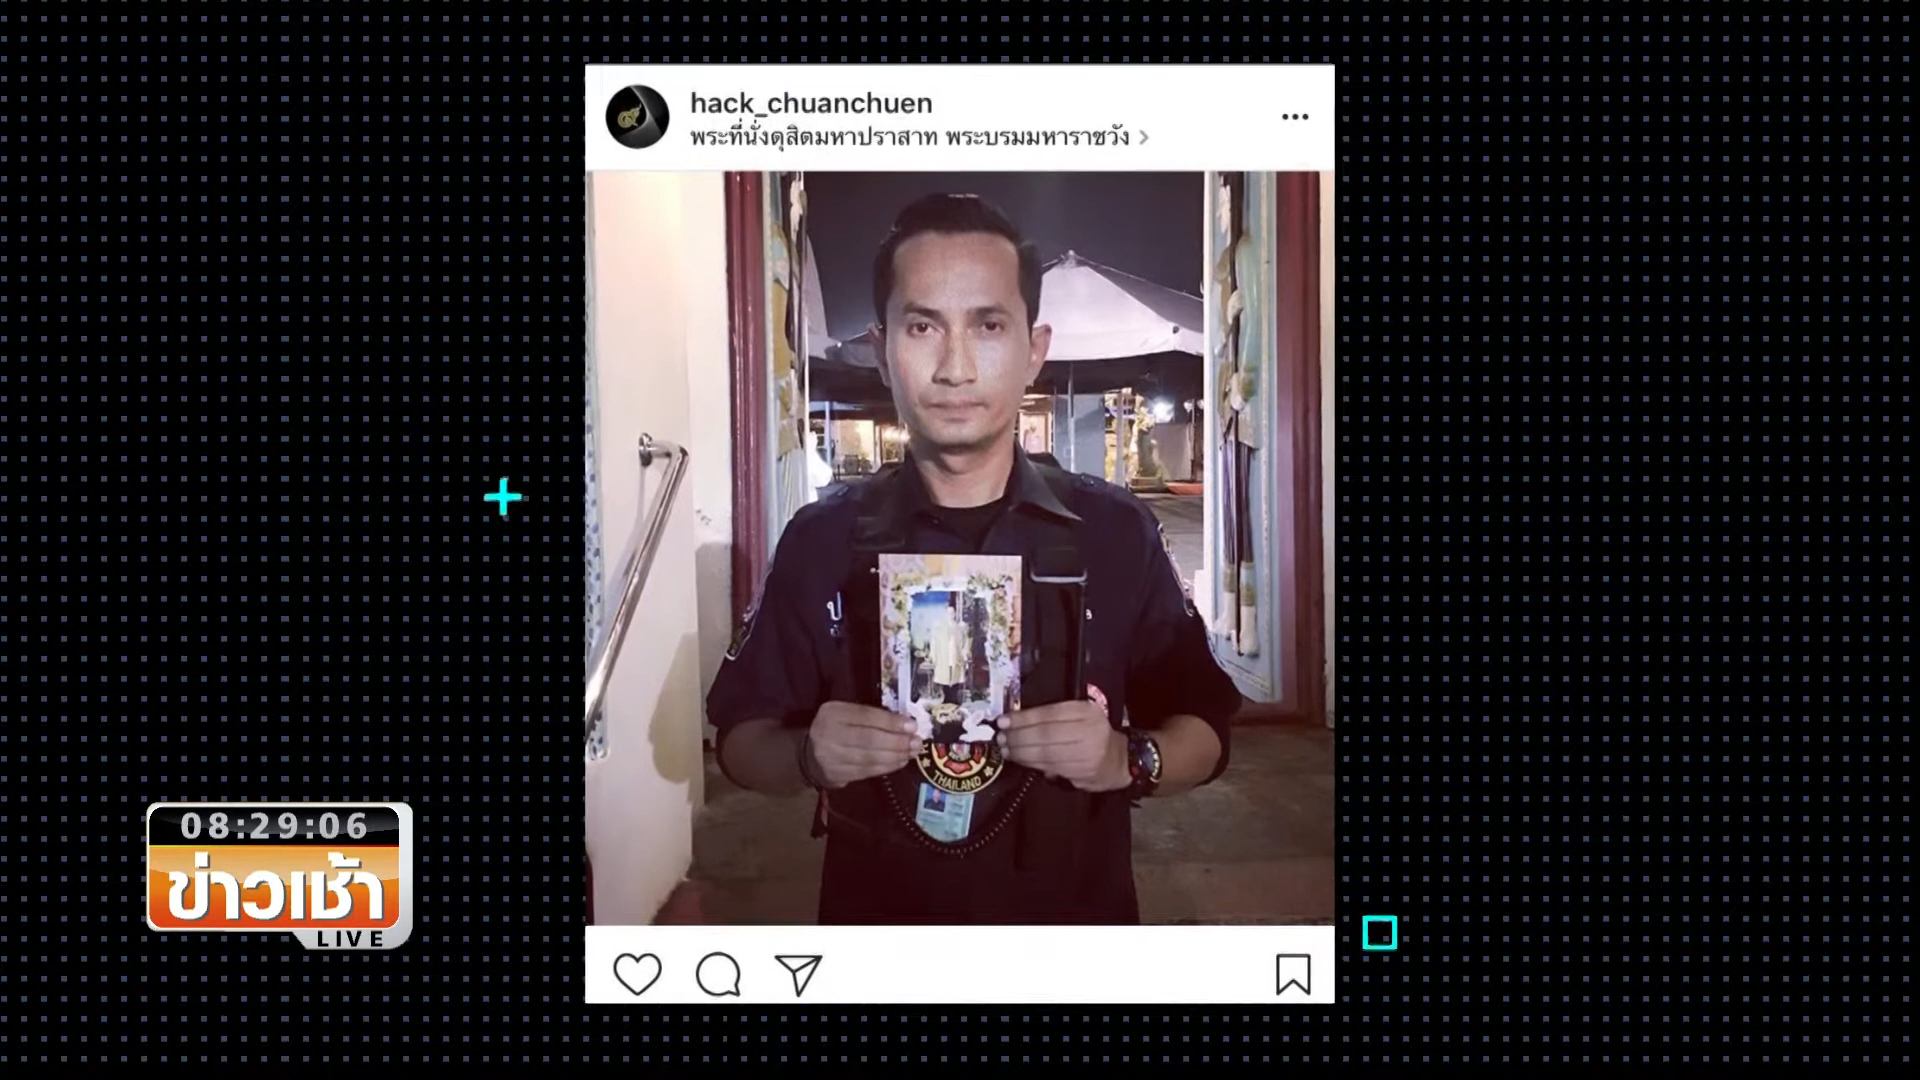 hack_chuanchuen
พระที่นั่งดุสิตมหาปราสาท พระบรมมหาราชวัง
THAILAND
08:29:06
ข่าวเช้า
LIVE